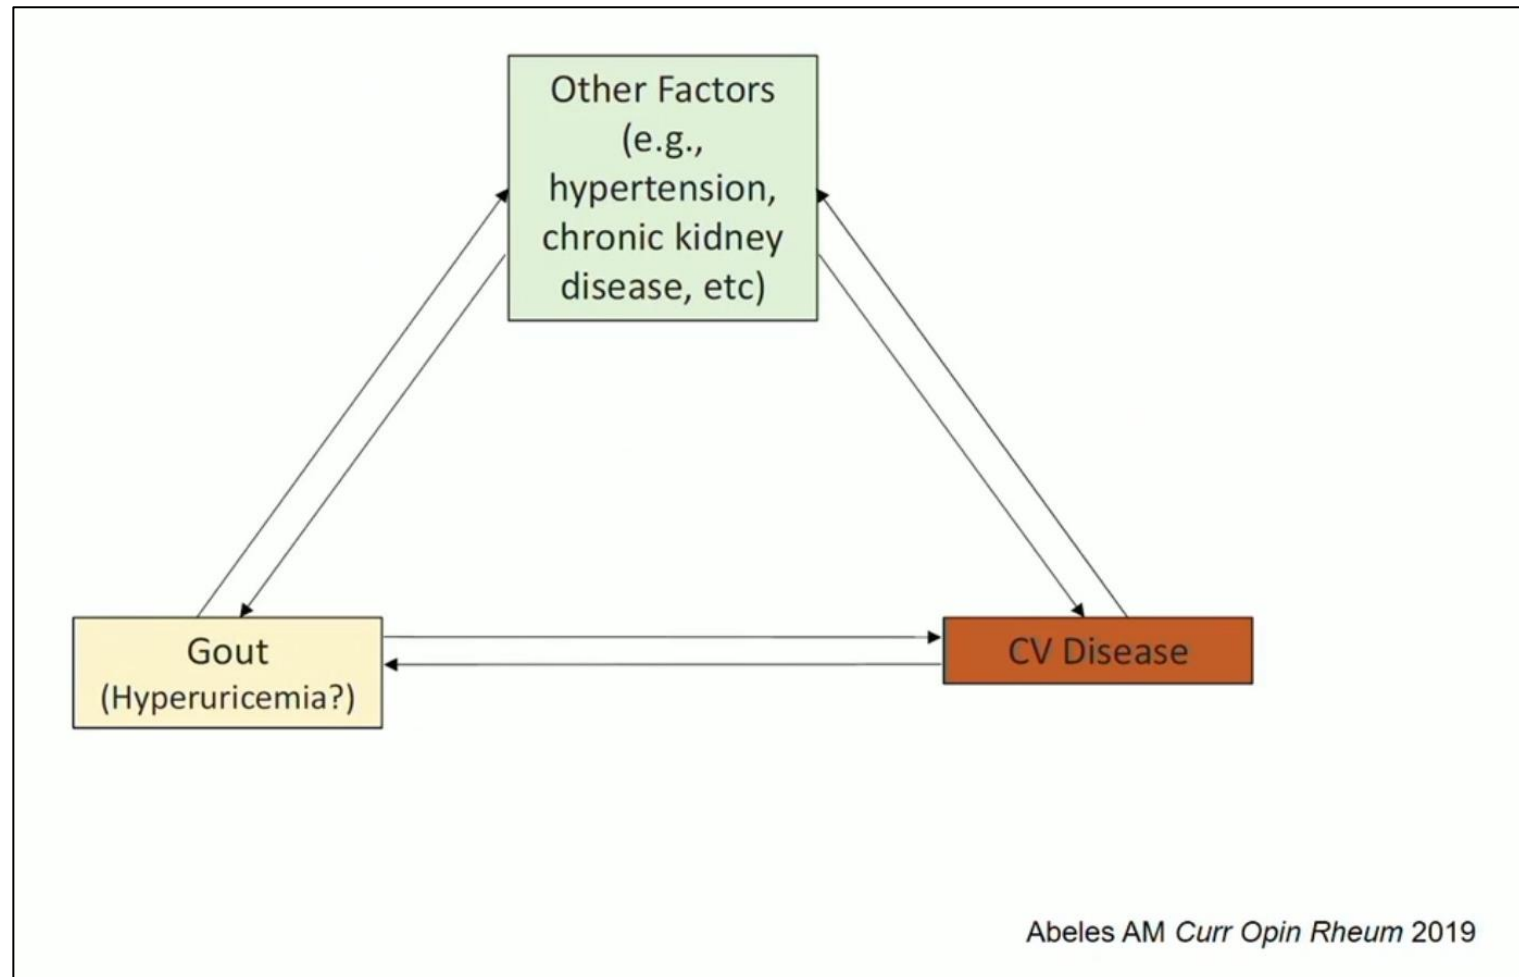 Other Factors
(e.g.,
hypertension,
chronic kidney
disease, etc)
Gout
(Hyperuricemia?)
CV Disease
Abeles AM Curr Opin Rheum 2019